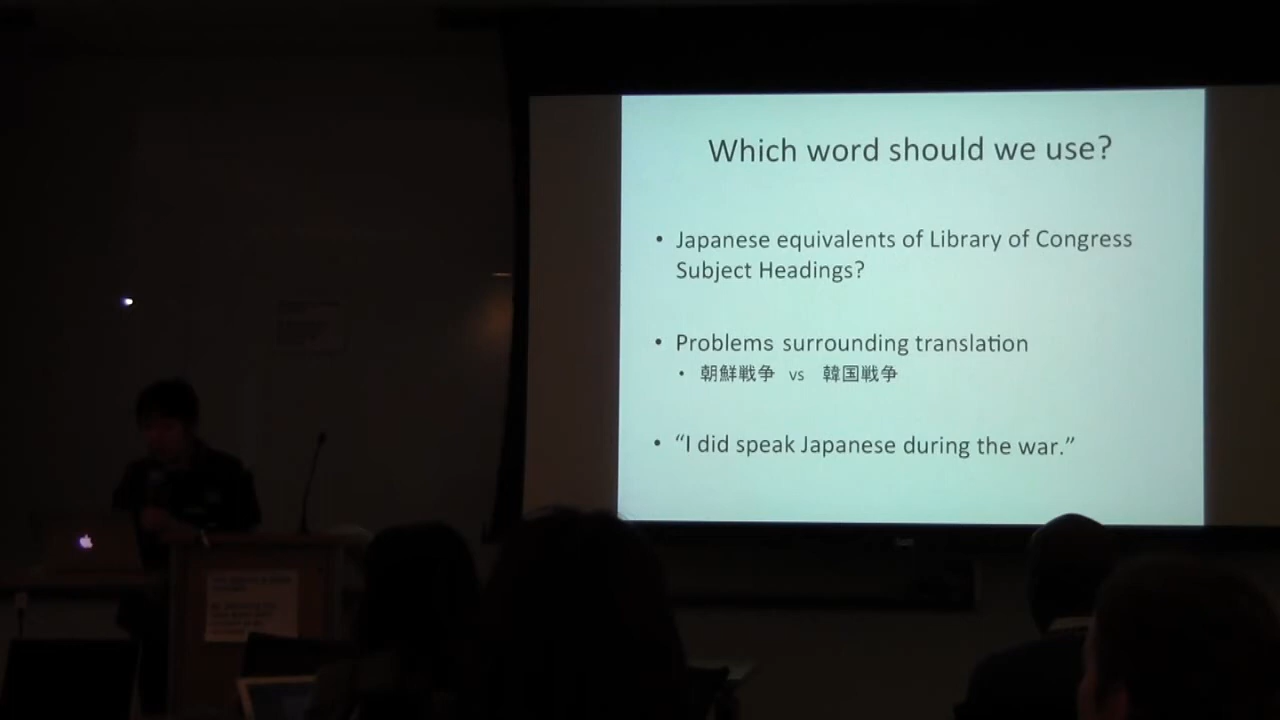 Which word should we use?
• Japanese equivalents of Library of Congress
Subject Headings?
• Problems surrounding translation
• 朝鮮戦争 vs 韓国戦争
• “I did speak Japanese during the war.”